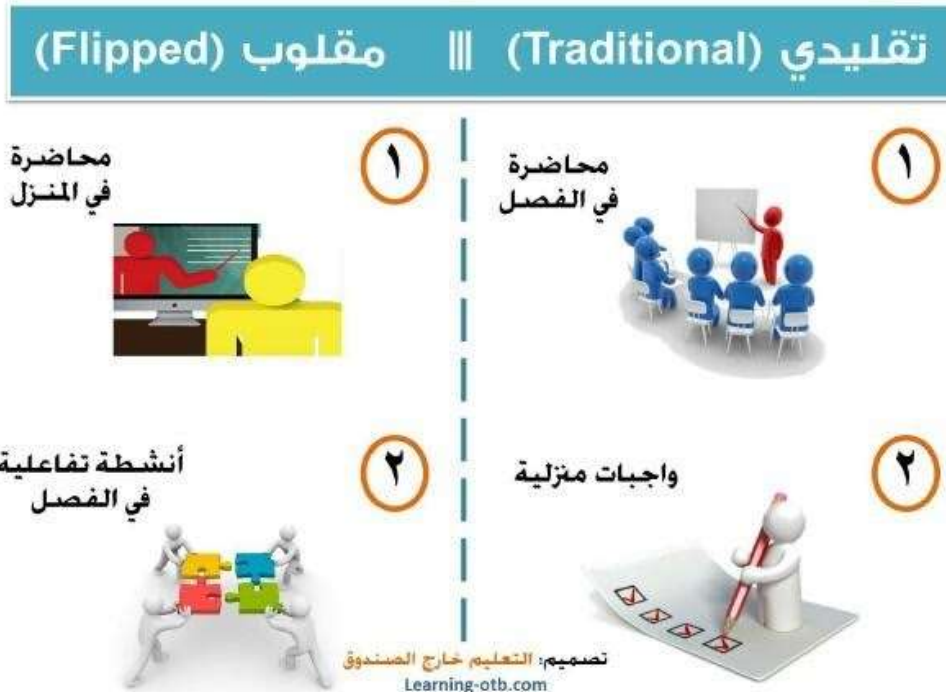 تقليدي (Traditional) ||| مقلوب (Flipped)
١
محاضرة
في الفصل
٢
واجبات منزلية
١
محاضرة
في المنزل
٢
أنشطة تفاعلية
في الفصل
تصميم: التعليم خارج الصندوق
Learning-otb.com